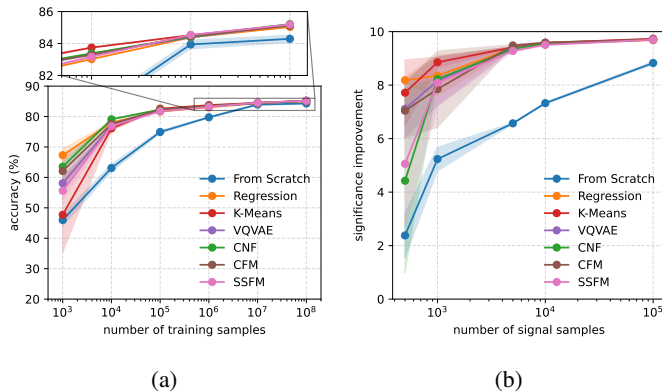 86
84
82
90
80
70
60
50
40
30
20
accuracy (%)
From Scratch
Regression
K-Means
VQVAE
CNF
CFM
SSFM
10³ 10⁴ 10⁵ 10⁶ 10⁷ 10⁸
number of training samples
(a)
10
8
6
4
2
0
significance improvement
From Scratch
Regression
K-Means
VQVAE
CNF
CFM
SSFM
10³ 10⁴ 10⁵
number of signal samples
(b)